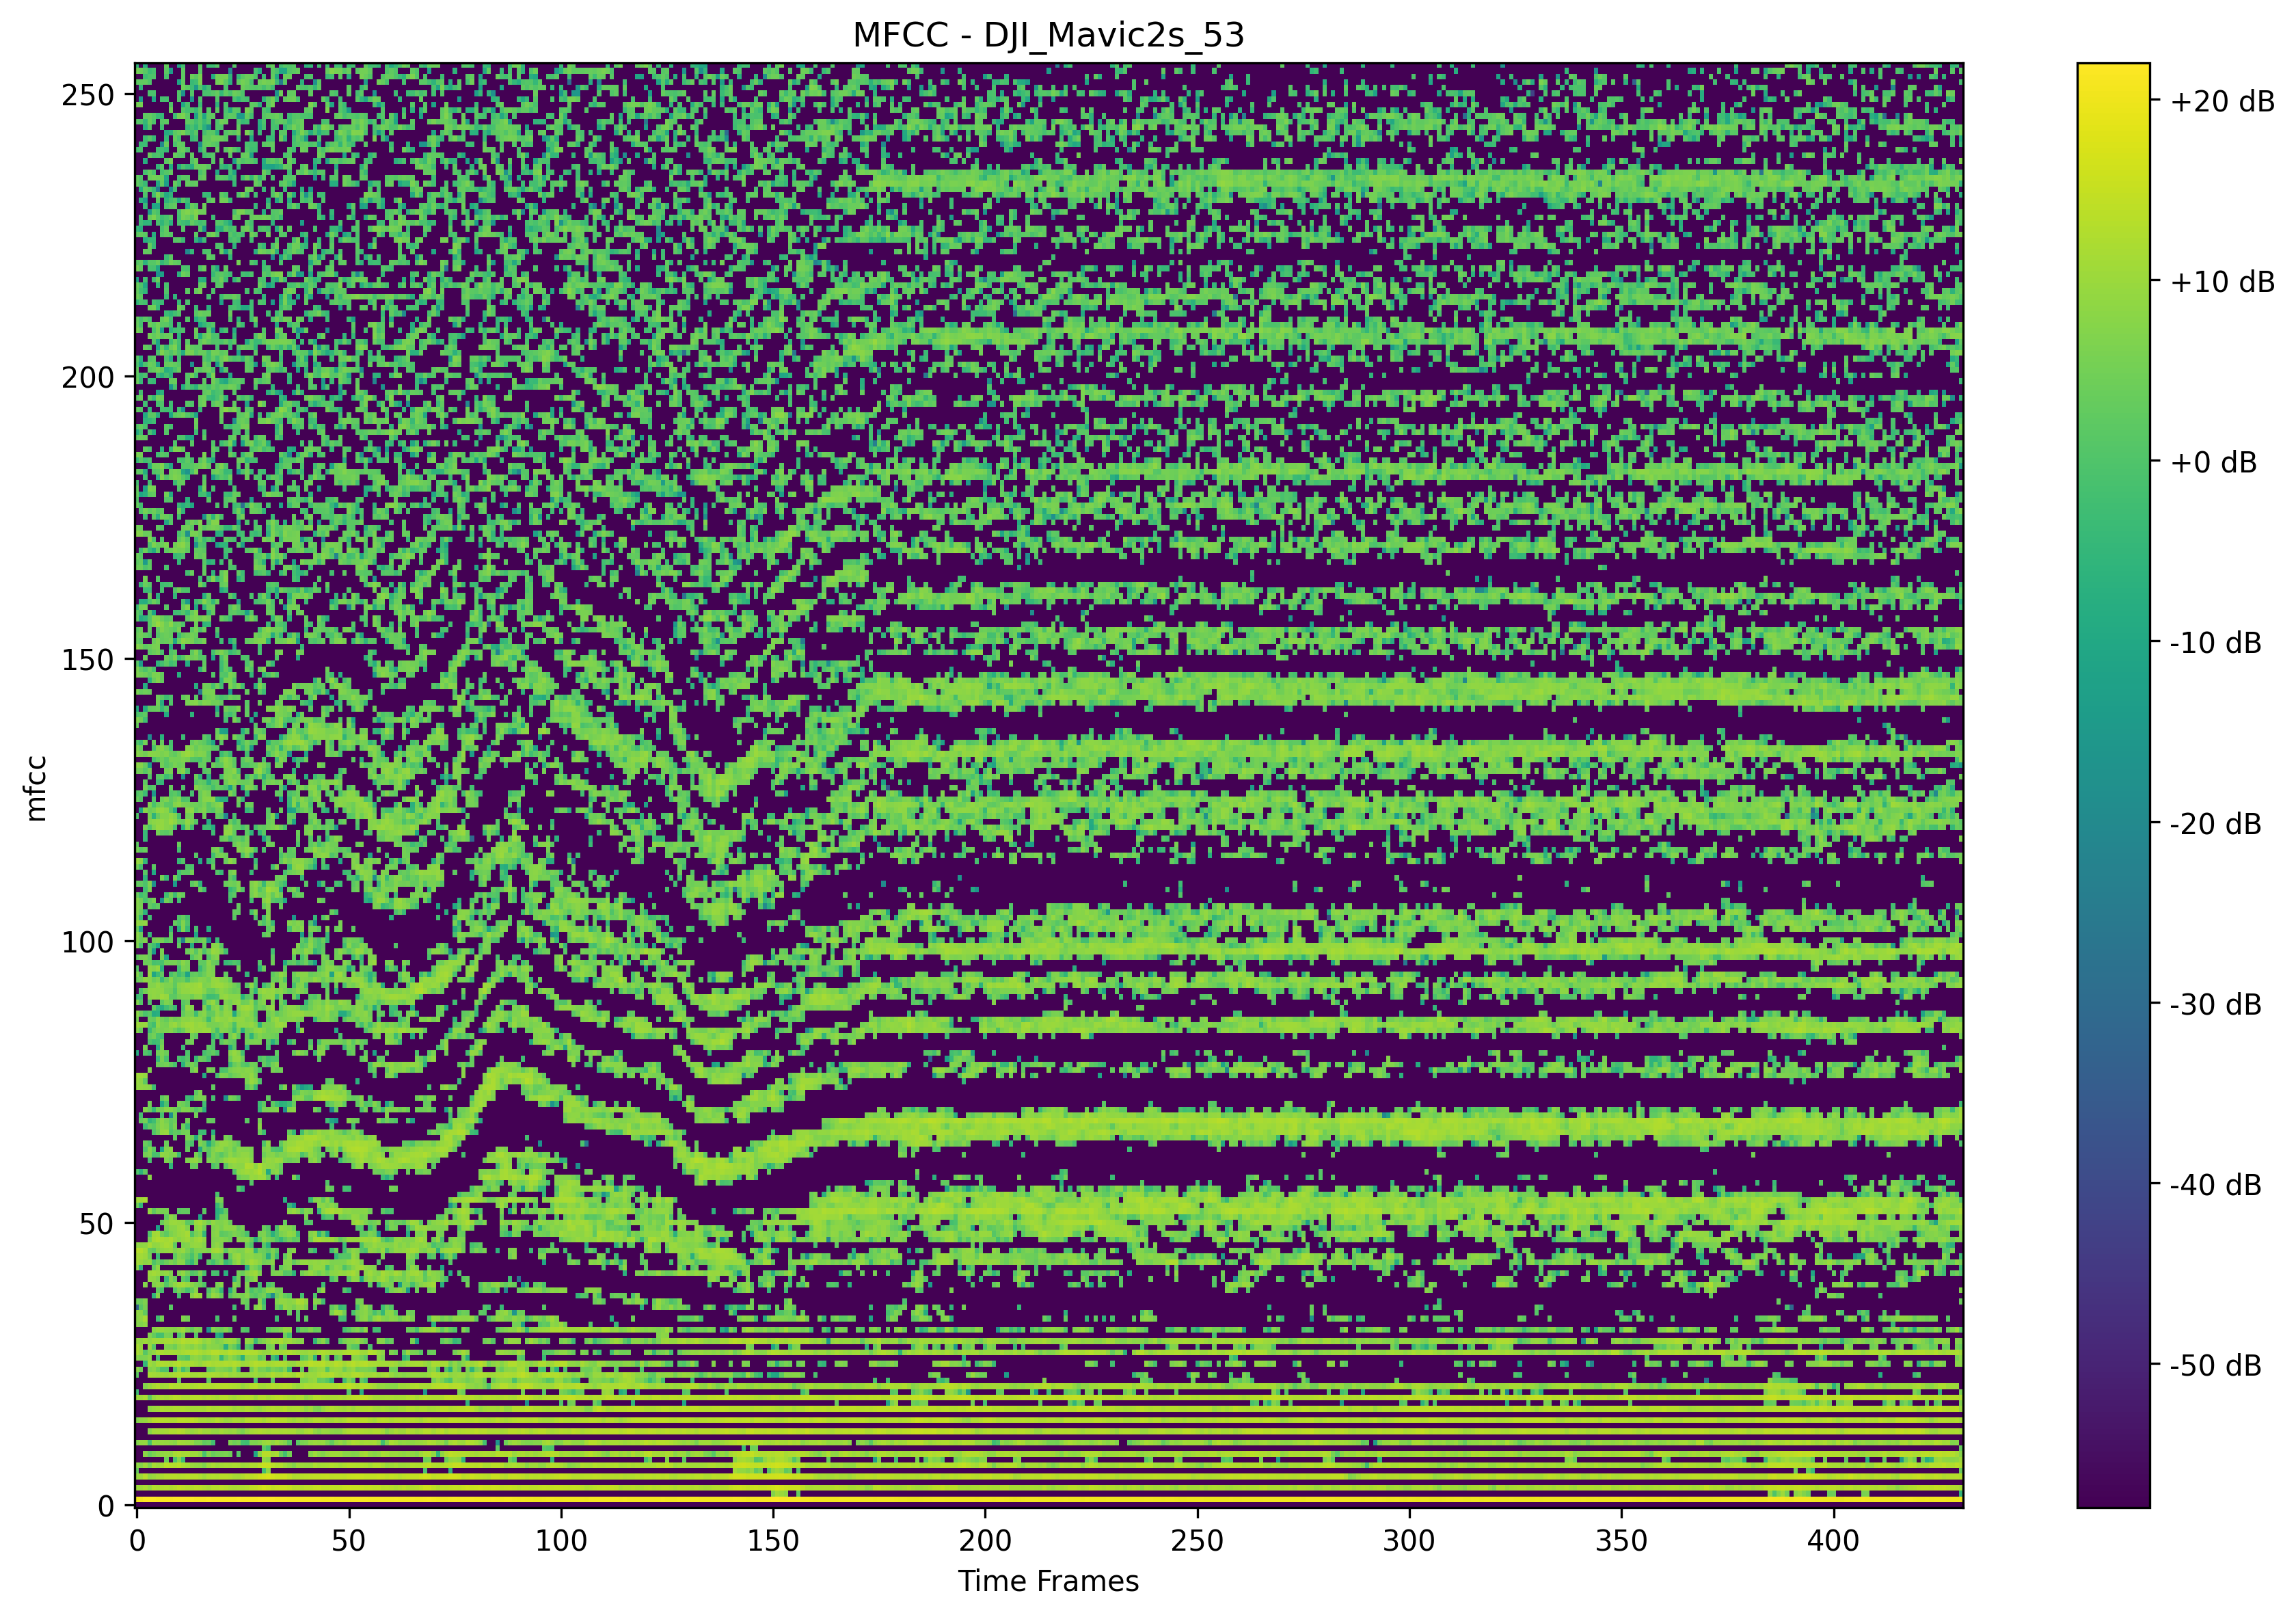 MFCC - DJI_Mavic2s_53
250
200
150
100
50
0
mfcc
0 50 100 150 200 250 300 350 400
Time Frames
+20 dB
+10 dB
+0 dB
-10 dB
-20 dB
-30 dB
-40 dB
-50 dB